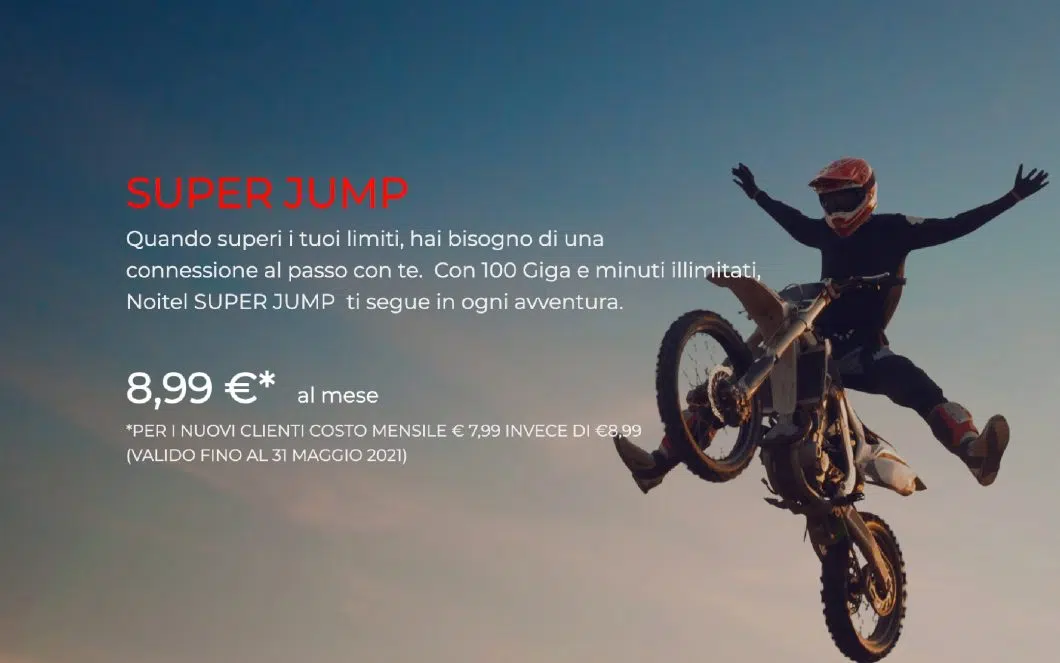 SUPER JUMP
Quando superi i tuoi limiti, hai bisogno di una
connessione al passo con te.  Con 100 Giga e minuti illimitati,
Noitel SUPER JUMP  ti segue in ogni avventura.
8,99 €* al mese
*PER I NUOVI CLIENTI COSTO MENSILE € 7,99 INVECE DI €8,99
(VALIDO FINO AL 31 MAGGIO 2021)